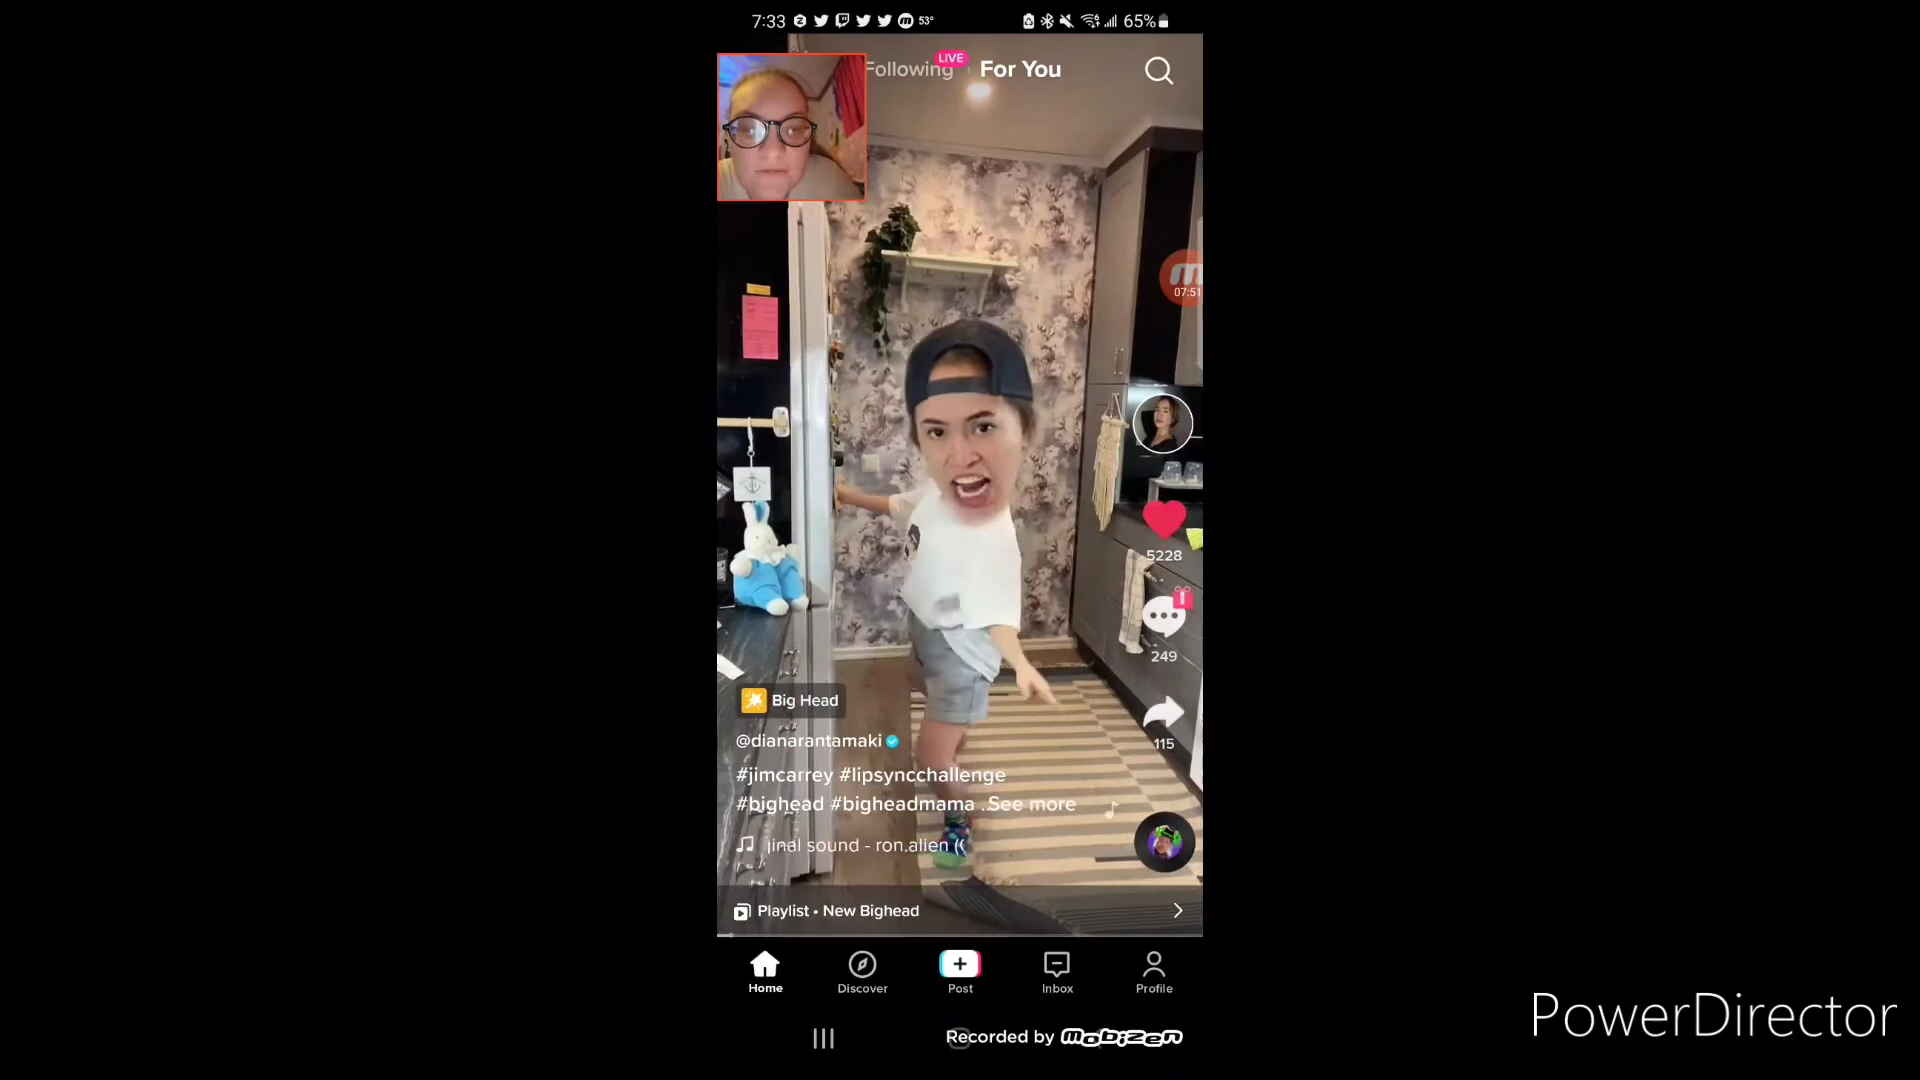 7:33 53° 65%
LIVE
Following For You
07:51
5228
249
Big Head
115
@dianarantamaki
#jimcarrey #lipsyncchallenge
#bighead #bigheadmama ..See more
jinal sound - ron.alien ((
Playlist • New Bighead
Home Discover Post Inbox Profile
Recorded by Mobizen
PowerDirector